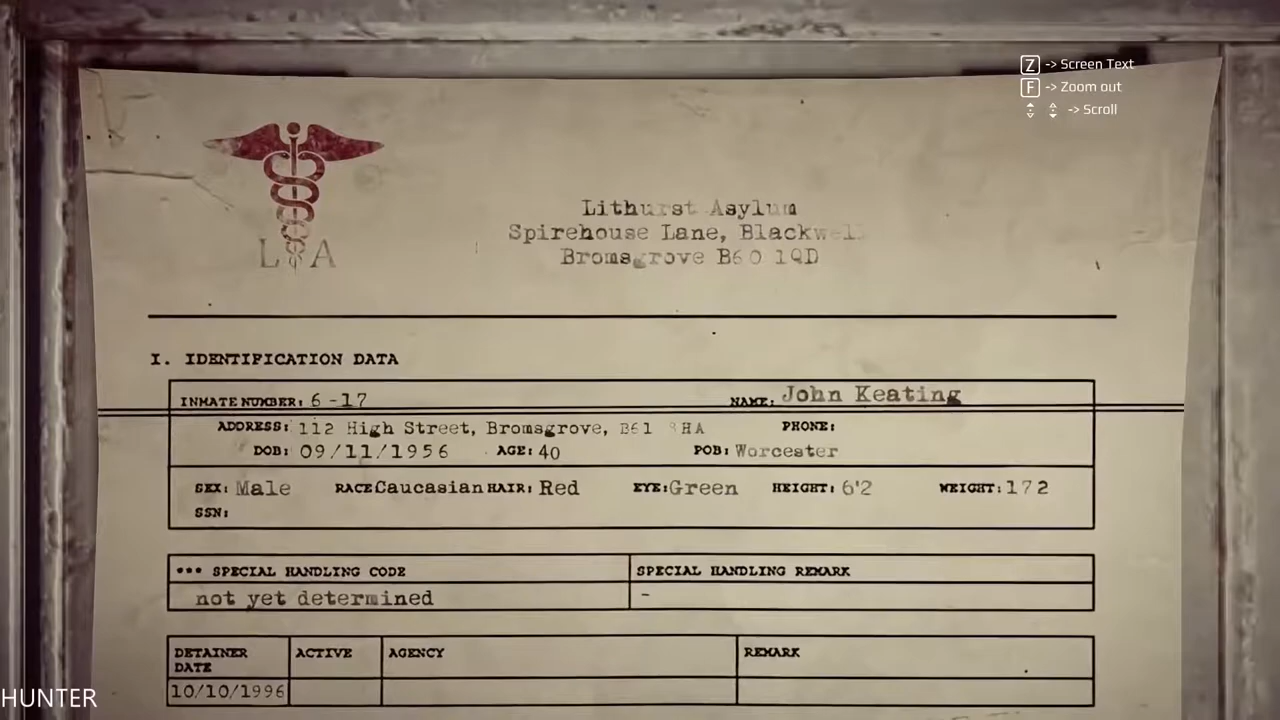 Z -> Screen Text
F -> Zoom out
-> Scroll
L A
Lithurst Asylum
Spirehouse Lane, Blackwell
Bromsgrove B60 1QD
I. IDENTIFICATION DATA
INMATE NUMBER: 6-17 NAME: John Keating
ADDRESS: 112 High Street, Bromsgrove, B61 8HA PHONE:
DOB: 09/11/1956 AGE: 40 POB: Worcester
SEX: Male RACE Caucasian HAIR: Red EYE: Green HEIGHT: 6'2 WEIGHT: 172
SSN:
••• SPECIAL HANDLING CODE SPECIAL HANDLING REMARK
not yet determined -
DETAINER DATE ACTIVE AGENCY REMARK
10/10/1996
HUNTER